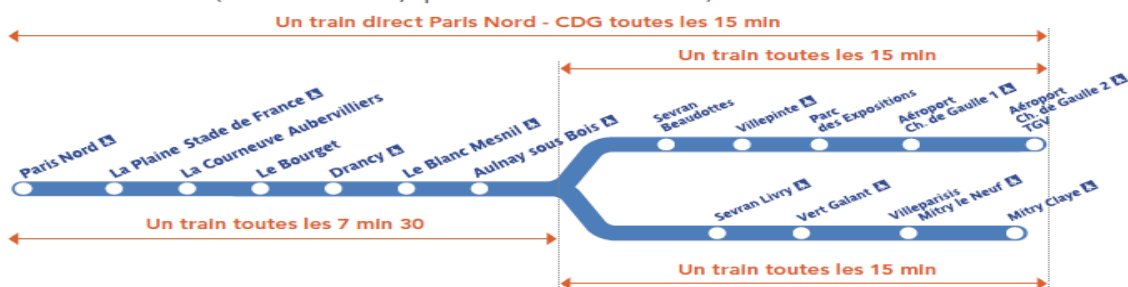 Un train direct Paris Nord - CDG toutes les 15 min
Un train toutes les 15 min
Paris Nord
La Plaine Stade de France
La Courneuve Aubervilliers
Le Bourget
Drancy
Le Blanc Mesnil
Aulnay sous Bois
Sevran
Beaudottes
Villepinte
Parc
des Expositions
Aéroport
Ch. de Gaulle 1
Aéroport
Ch. de Gaulle 2
TGV
Sevran Livry
Vert Galant
Villeparisis
Mitry le Neuf
Mitry Claye
Un train toutes les 7 min 30
Un train toutes les 15 min